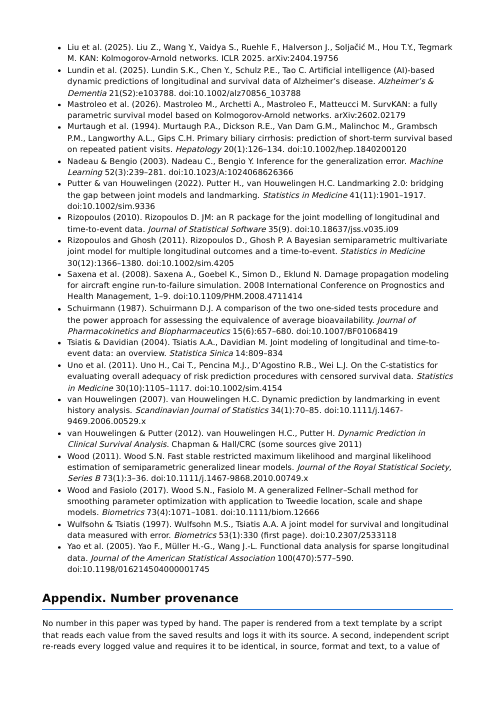 • Liu et al. (2025). Liu Z., Wang Y., Vaidya S., Ruehle F., Halverson J., Soljačić M., Hou T.Y., Tegmark
M. KAN: Kolmogorov-Arnold networks. ICLR 2025. arXiv:2404.19756
• Lundin et al. (2025). Lundin S.K., Chen Y., Schulz P.E., Tao C. Artificial intelligence (AI)-based
dynamic predictions of longitudinal and survival data of Alzheimer's disease. Alzheimer's &
Dementia 21(S2):e103788. doi:10.1002/alz70856_103788
• Mastroleo et al. (2026). Mastroleo M., Archetti A., Mastroleo F., Matteucci M. SurvKAN: a fully
parametric survival model based on Kolmogorov-Arnold networks. arXiv:2602.02179
• Murtaugh et al. (1994). Murtaugh P.A., Dickson R.E., Van Dam G.M., Malinchoc M., Grambsch
P.M., Langworthy A.L., Gips C.H. Primary biliary cirrhosis: prediction of short-term survival based
on repeated patient visits. Hepatology 20(1):126–134. doi:10.1002/hep.1840200120
• Nadeau & Bengio (2003). Nadeau C., Bengio Y. Inference for the generalization error. Machine
Learning 52(3):239–281. doi:10.1023/A:1024068626366
• Putter & van Houwelingen (2022). Putter H., van Houwelingen H.C. Landmarking 2.0: bridging
the gap between joint models and landmarking. Statistics in Medicine 41(11):1901–1917.
doi:10.1002/sim.9336
• Rizopoulos (2010). Rizopoulos D. JM: an R package for the joint modelling of longitudinal and
time-to-event data. Journal of Statistical Software 35(9). doi:10.18637/jss.v035.i09
• Rizopoulos and Ghosh (2011). Rizopoulos D., Ghosh P. A Bayesian semiparametric multivariate
joint model for multiple longitudinal outcomes and a time-to-event. Statistics in Medicine
30(12):1366–1380. doi:10.1002/sim.4205
• Saxena et al. (2008). Saxena A., Goebel K., Simon D., Eklund N. Damage propagation modeling
for aircraft engine run-to-failure simulation. 2008 International Conference on Prognostics and
Health Management, 1–9. doi:10.1109/PHM.2008.4711414
• Schuirmann (1987). Schuirmann D.J. A comparison of the two one-sided tests procedure and
the power approach for assessing the equivalence of average bioavailability. Journal of
Pharmacokinetics and Biopharmaceutics 15(6):657–680. doi:10.1007/BF01068419
• Tsiatis & Davidian (2004). Tsiatis A.A., Davidian M. Joint modeling of longitudinal and time-to-
event data: an overview. Statistica Sinica 14:809–834
• Uno et al. (2011). Uno H., Cai T., Pencina M.J., D'Agostino R.B., Wei L.J. On the C-statistics for
evaluating overall adequacy of risk prediction procedures with censored survival data. Statistics
in Medicine 30(10):1105–1117. doi:10.1002/sim.4154
• van Houwelingen (2007). van Houwelingen H.C. Dynamic prediction by landmarking in event
history analysis. Scandinavian Journal of Statistics 34(1):70–85. doi:10.1111/j.1467-
9469.2006.00529.x
• van Houwelingen & Putter (2012). van Houwelingen H.C., Putter H. Dynamic Prediction in
Clinical Survival Analysis. Chapman & Hall/CRC (some sources give 2011)
• Wood (2011). Wood S.N. Fast stable restricted maximum likelihood and marginal likelihood
estimation of semiparametric generalized linear models. Journal of the Royal Statistical Society,
Series B 73(1):3–36. doi:10.1111/j.1467-9868.2010.00749.x
• Wood and Fasiolo (2017). Wood S.N., Fasiolo M. A generalized Fellner–Schall method for
smoothing parameter optimization with application to Tweedie location, scale and shape
models. Biometrics 73(4):1071–1081. doi:10.1111/biom.12666
• Wulfsohn & Tsiatis (1997). Wulfsohn M.S., Tsiatis A.A. A joint model for survival and longitudinal
data measured with error. Biometrics 53(1):330 (first page). doi:10.2307/2533118
• Yao et al. (2005). Yao F., Müller H.-G., Wang J.-L. Functional data analysis for sparse longitudinal
data. Journal of the American Statistical Association 100(470):577–590.
doi:10.1198/016214504000001745
Appendix. Number provenance
No number in this paper was typed by hand. The paper is rendered from a text template by a script
that reads each value from the saved results and logs it with its source. A second, independent script
re-reads every logged value and requires it to be identical, in source, format and text, to a value of